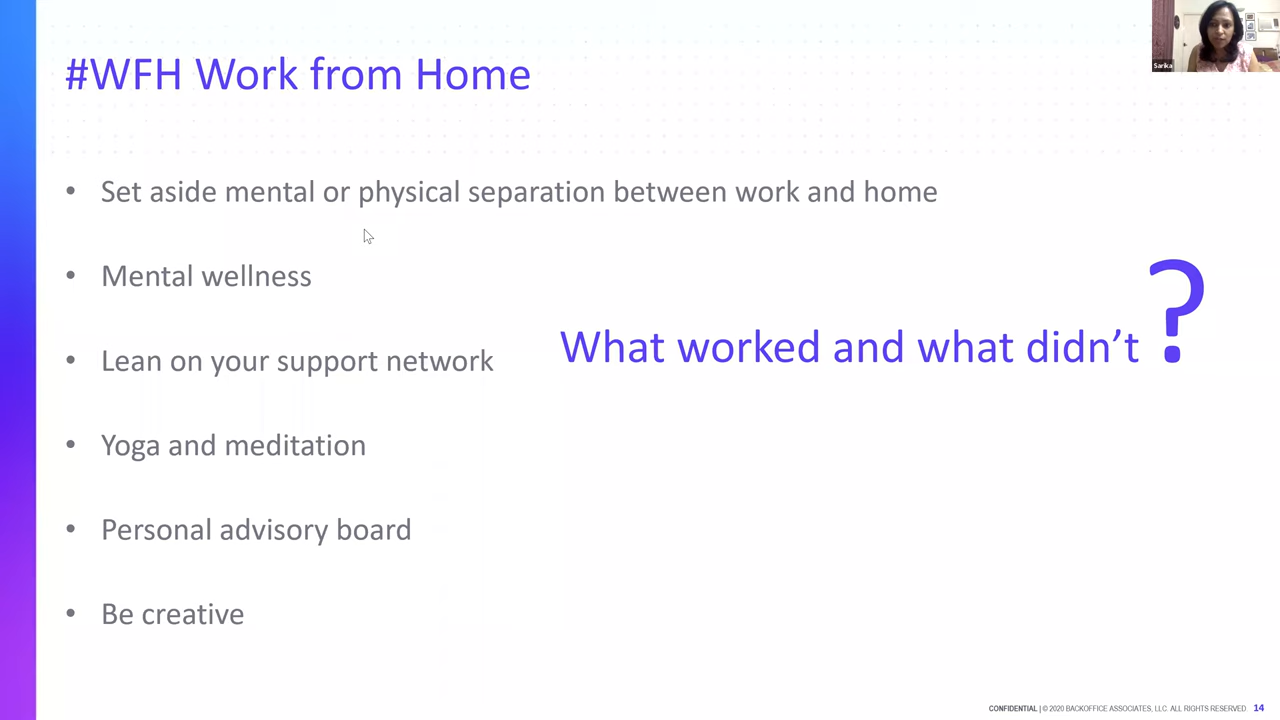 #WFH Work from Home
Sarika
• Set aside mental or physical separation between work and home
• Mental wellness
• Lean on your support network
What worked and what didn’t?
• Yoga and meditation
• Personal advisory board
• Be creative
CONFIDENTIAL | © 2020 BACKOFFICE ASSOCIATES, LLC. ALL RIGHTS RESERVED 14